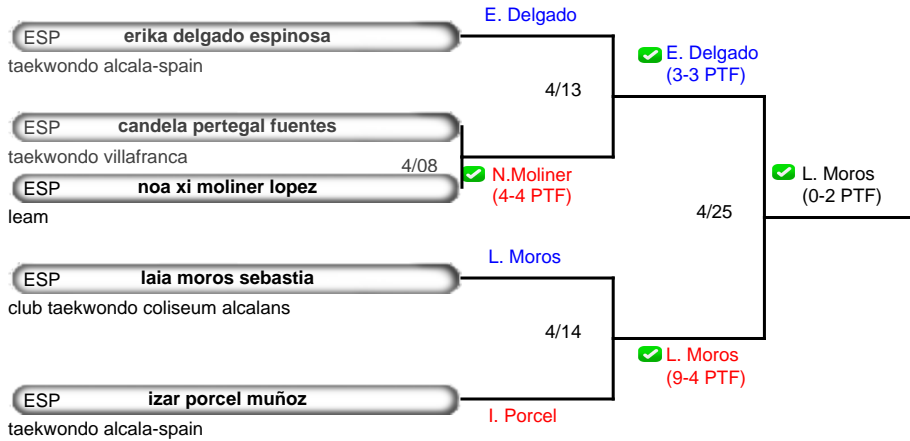 E. Delgado
ESP erika delgado espinosa
taekwondo alcala-spain
E. Delgado
(3-3 PTF)
4/13
ESP candela pertegal fuentes
taekwondo villafranca
4/08
ESP noa xi moliner lopez
leam
N.Moliner
(4-4 PTF)
L. Moros
(0-2 PTF)
4/25
L. Moros
ESP laia moros sebastia
club taekwondo coliseum alcalans
4/14
L. Moros
(9-4 PTF)
ESP izar porcel muñoz
taekwondo alcala-spain
I. Porcel